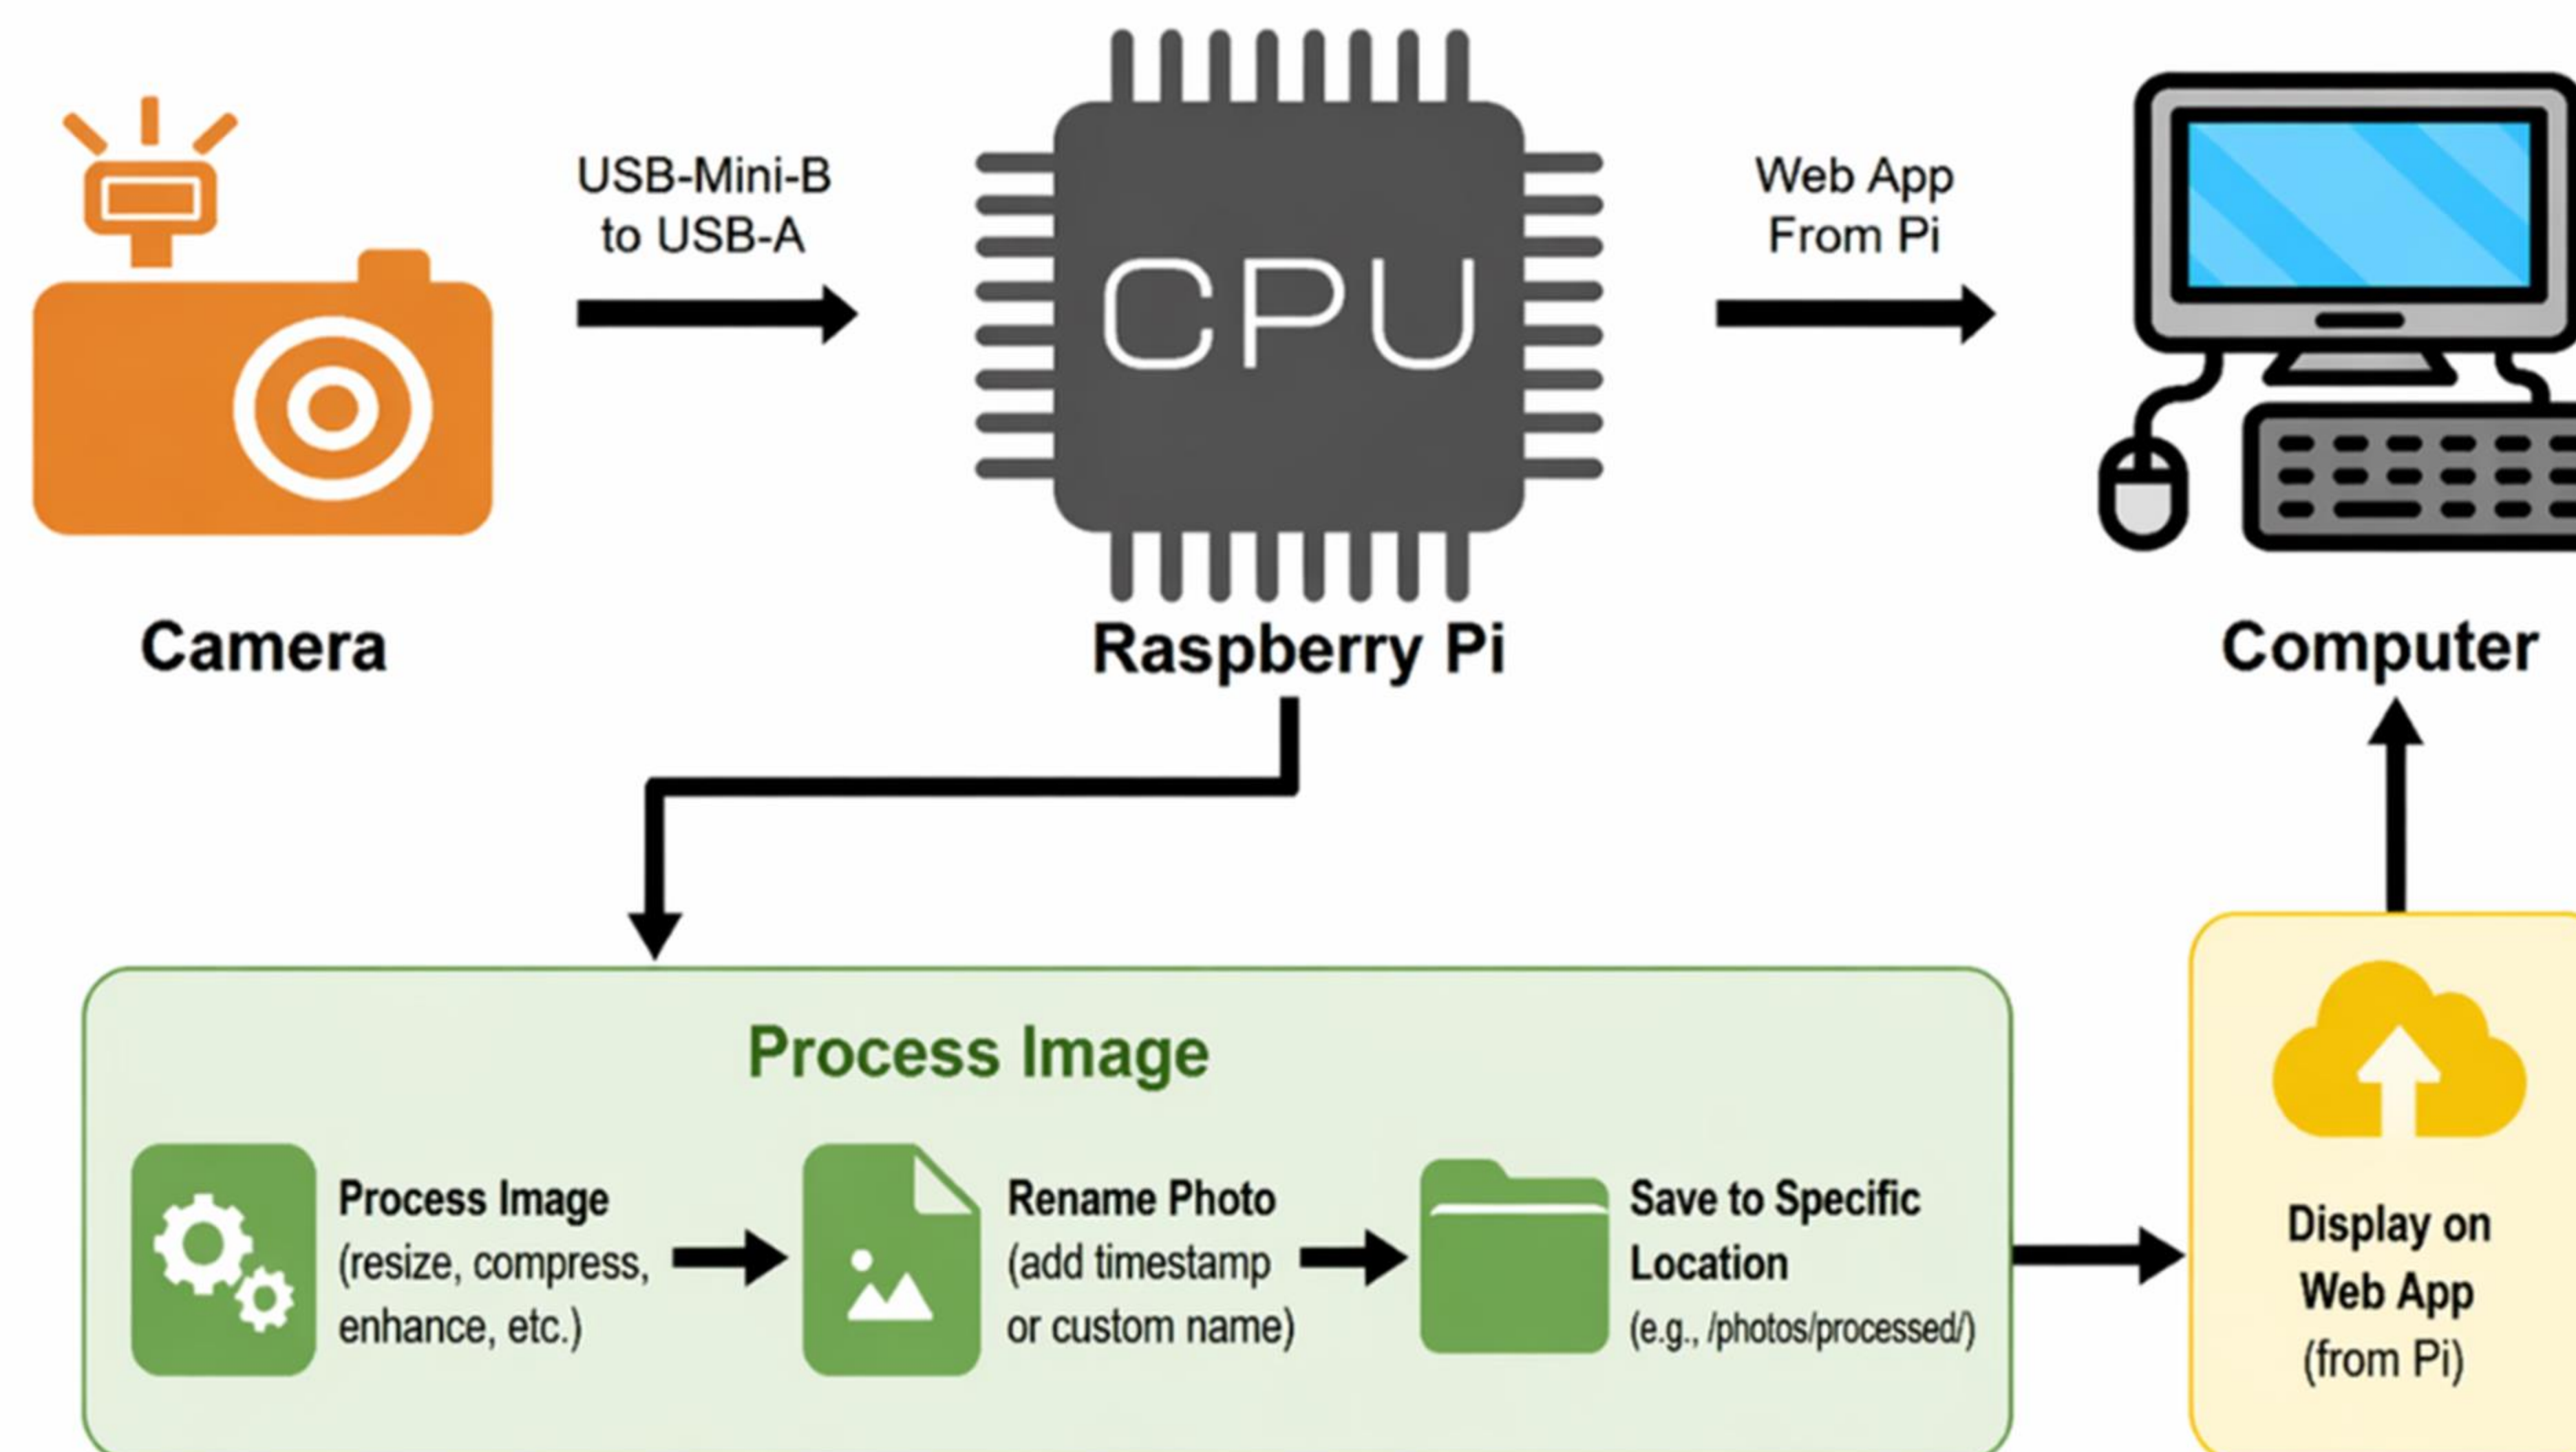 USB-Mini-B
to USB-A
CPU
Web App
From Pi
Camera
Raspberry Pi
Computer
Process Image
Process Image
(resize, compress,
enhance, etc.)
Rename Photo
(add timestamp
or custom name)
Save to Specific
Location
(e.g., /photos/processed/)
Display on
Web App
(from Pi)